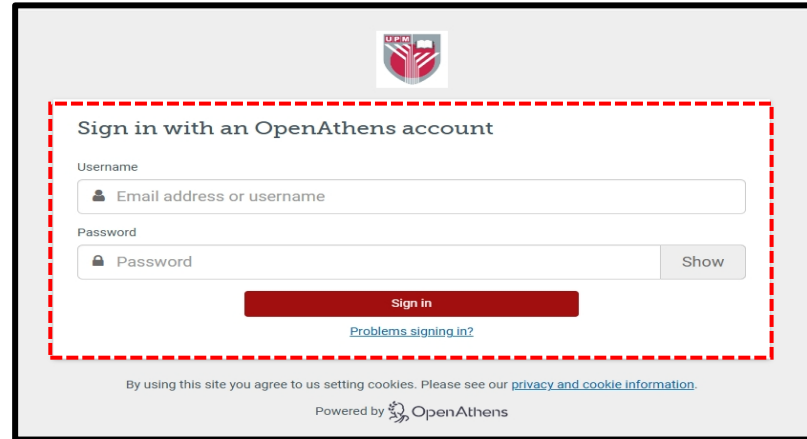 UPM
Sign in with an OpenAthens account
Username
Email address or username
Password
Password
Show
Sign in
Problems signing in?
By using this site you agree to us setting cookies. Please see our privacy and cookie information.
Powered by OpenAthens